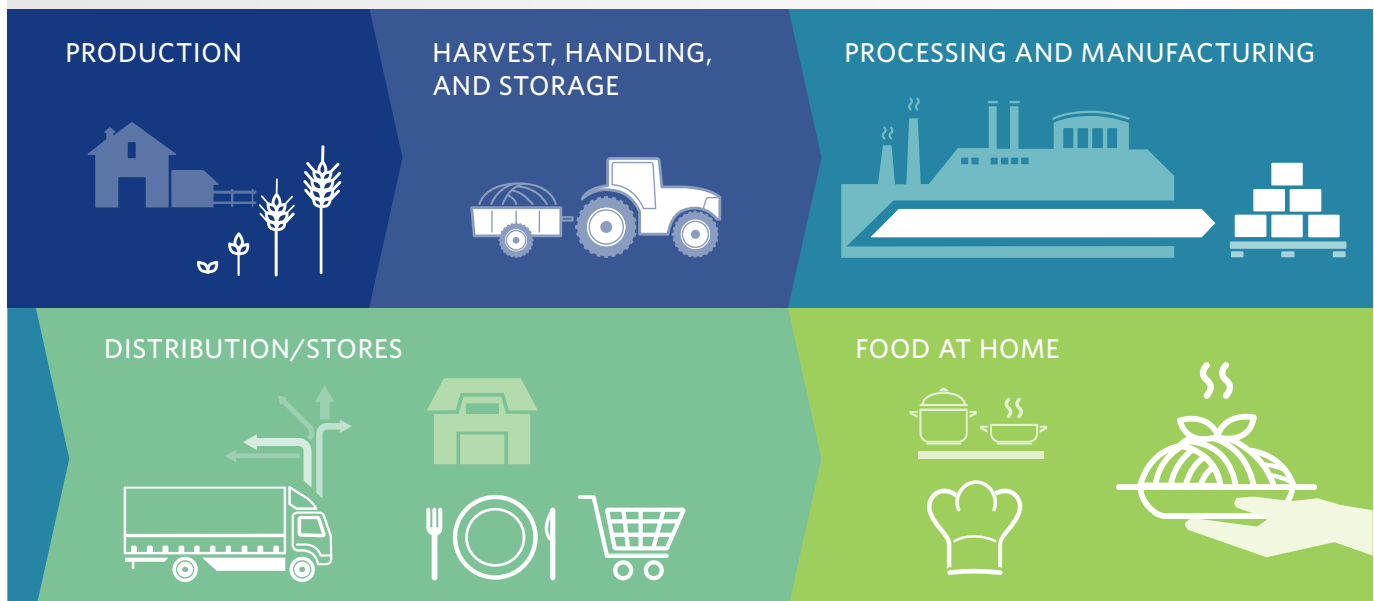 PRODUCTION
HARVEST, HANDLING,
AND STORAGE
PROCESSING AND MANUFACTURING
DISTRIBUTION/STORES
FOOD AT HOME